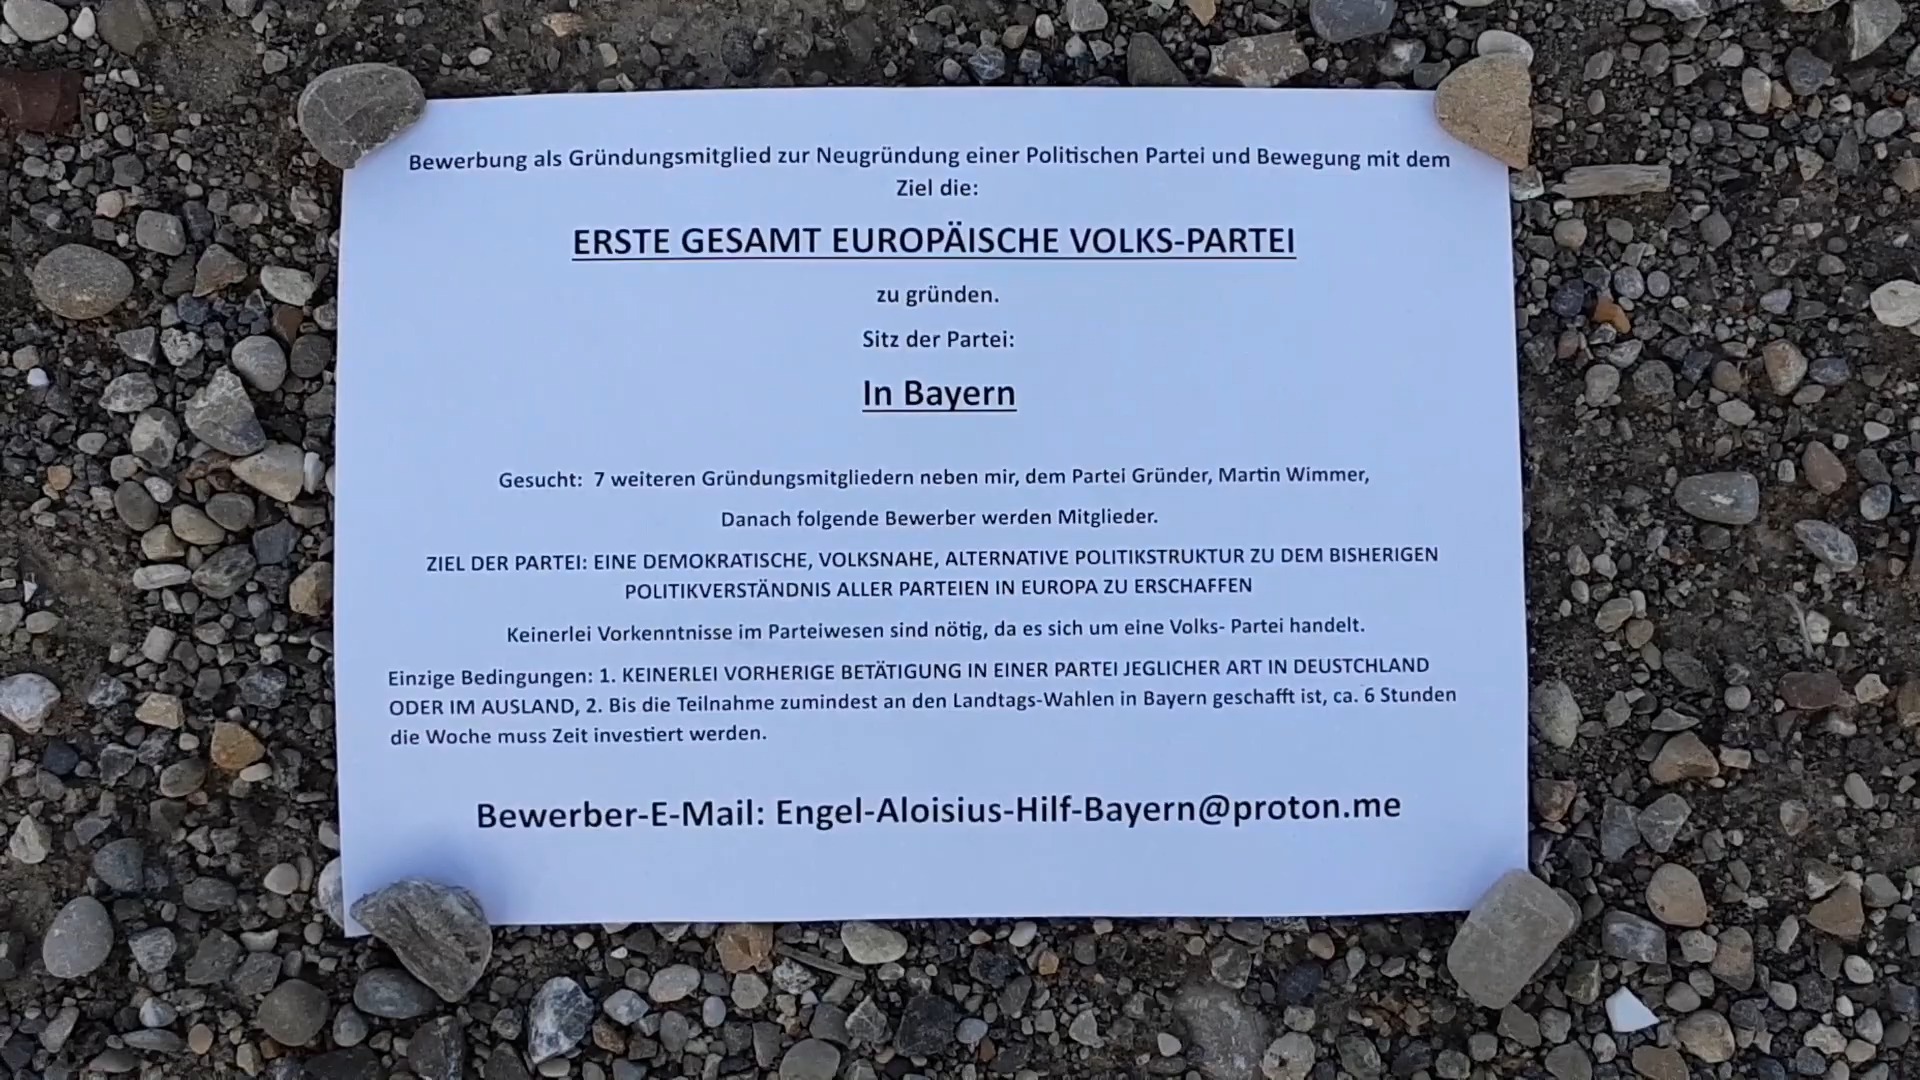 Bewerbung als Gründungsmitglied zur Neugründung einer Politischen Partei und Bewegung mit dem
Ziel die:
ERSTE GESAMT EUROPÄISCHE VOLKS-PARTEI
zu gründen.
Sitz der Partei:
In Bayern
Gesucht: 7 weiteren Gründungsmitgliedern neben mir, dem Partei Gründer, Martin Wimmer,
Danach folgende Bewerber werden Mitglieder.
ZIEL DER PARTEI: EINE DEMOKRATISCHE, VOLKSNAHE, ALTERNATIVE POLITIKSTRUKTUR ZU DEM BISHERIGEN
POLITIKVERSTÄNDNIS ALLER PARTEIEN IN EUROPA ZU ERSCHAFFEN
Keinerlei Vorkenntnisse im Parteiwesen sind nötig, da es sich um eine Volks- Partei handelt.
Einzige Bedingungen: 1. KEINERLEI VORHERIGE BETÄTIGUNG IN EINER PARTEI JEGLICHER ART IN DEUSTCHLAND
ODER IM AUSLAND, 2. Bis die Teilnahme zumindest an den Landtags-Wahlen in Bayern geschafft ist, ca. 6 Stunden
die Woche muss Zeit investiert werden.
Bewerber-E-Mail: Engel-Aloisius-Hilf-Bayern@proton.me